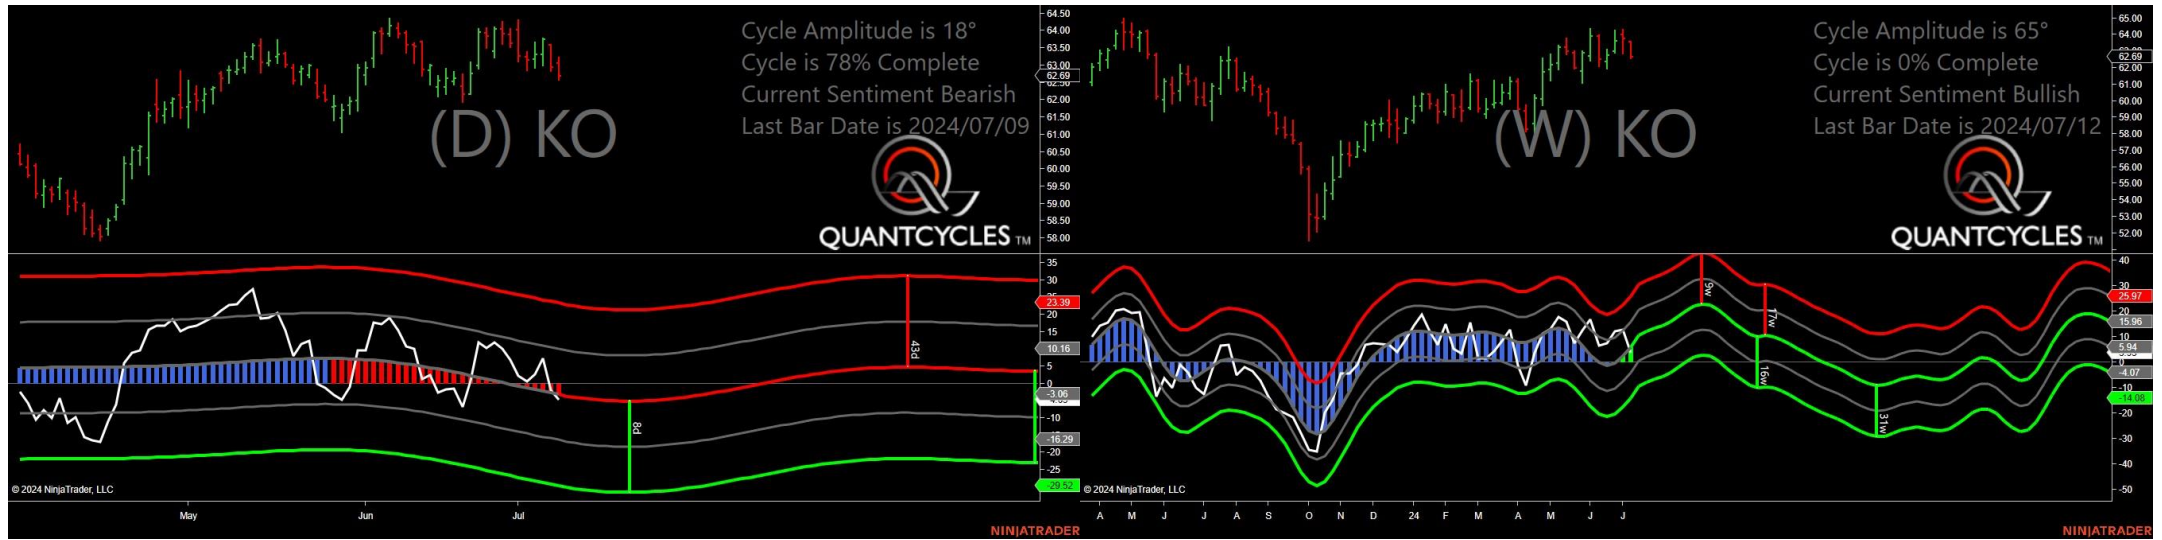 Cycle Amplitude is 18°
Cycle is 78% Complete
Current Sentiment Bearish
Last Bar Date is 2024/07/09
(D) KO
QUANTCYCLES TM
64.50
64.00
63.50
63.00
62.69
62.50
62.00
61.50
61.00
60.50
60.00
59.50
59.00
58.50
58.00
35
30
23.39
20
15
10.16
5
0
-3.06
-10
-16.29
-20
-25
-29.52
43d
8d
© 2024 NinjaTrader, LLC
May Jun Jul
NINJATRADER
Cycle Amplitude is 65°
Cycle is 0% Complete
Current Sentiment Bullish
Last Bar Date is 2024/07/12
(W) KO
QUANTCYCLES TM
65.00
64.00
62.69
62.00
61.00
60.00
59.00
58.00
57.00
56.00
55.00
54.00
53.00
52.00
40
30
25.97
20
15.96
5.94
0
-4.07
-10
-14.08
-20
-30
-40
-50
9w
17w
16w
31w
© 2024 NinjaTrader, LLC
A M J J A S O N D 24 F M A M J J
NINJATRADER